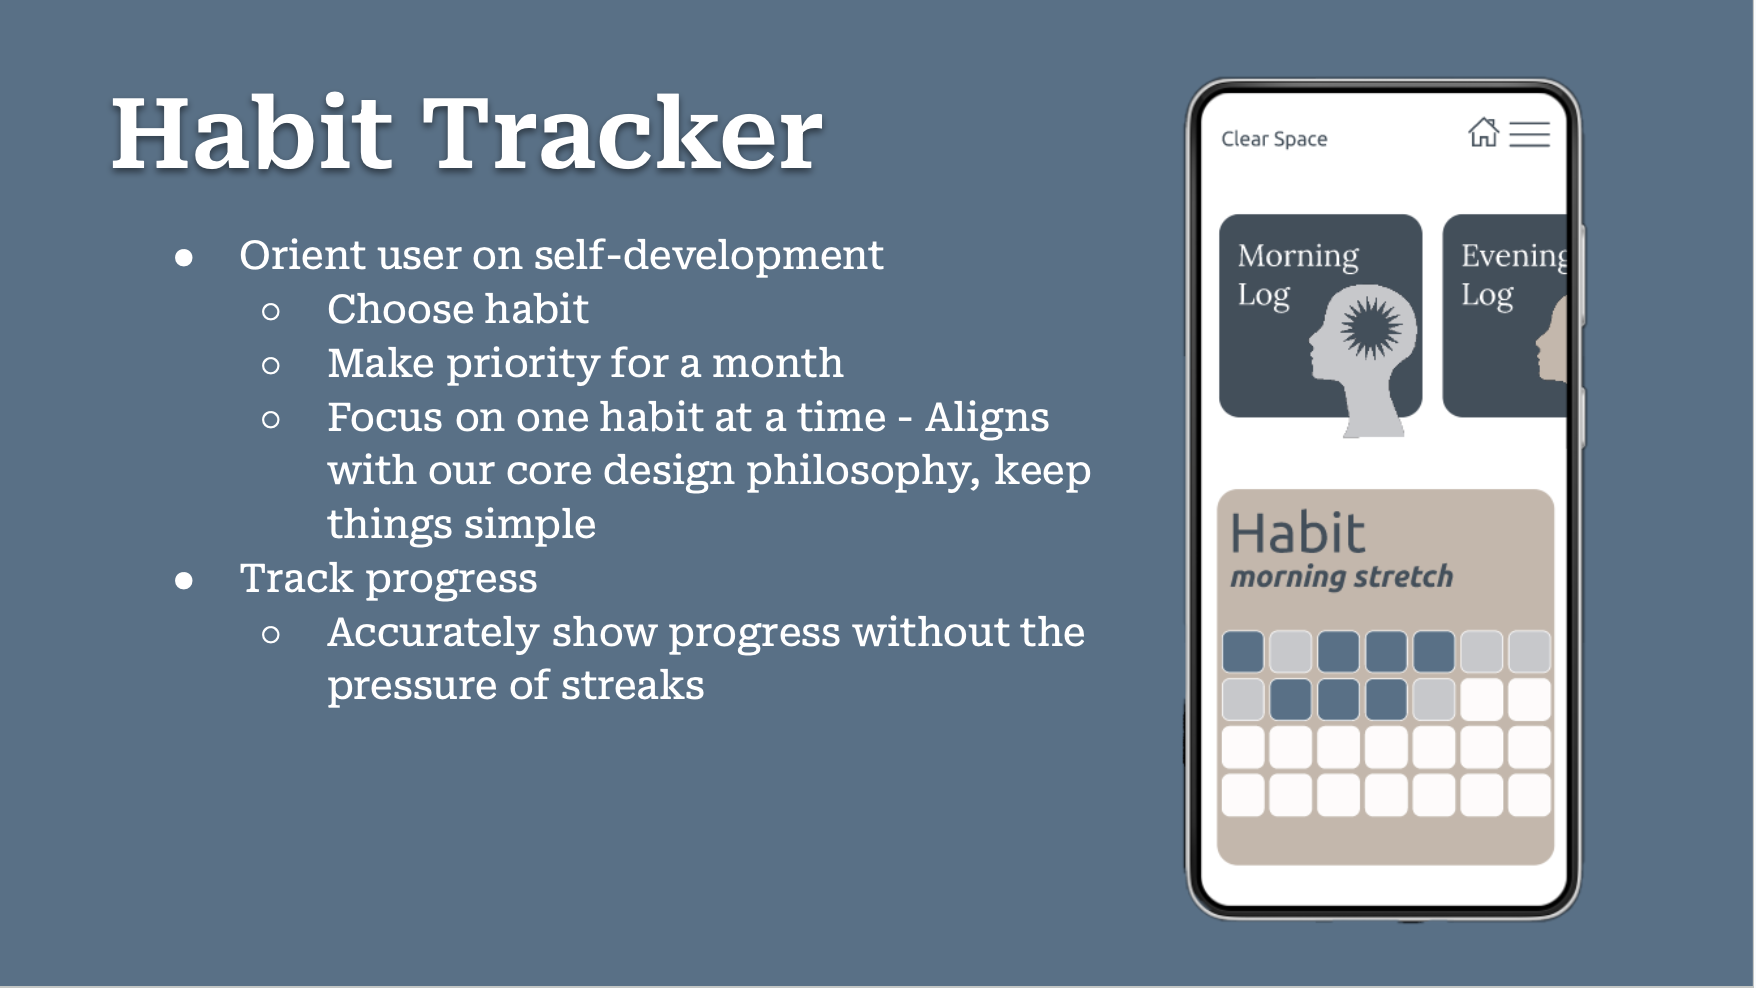 Habit Tracker
● Orient user on self-development
○ Choose habit
○ Make priority for a month
○ Focus on one habit at a time - Aligns
with our core design philosophy, keep
things simple
● Track progress
○ Accurately show progress without the
pressure of streaks
Clear Space
Morning
Log
Evening
Log
Habit
morning stretch